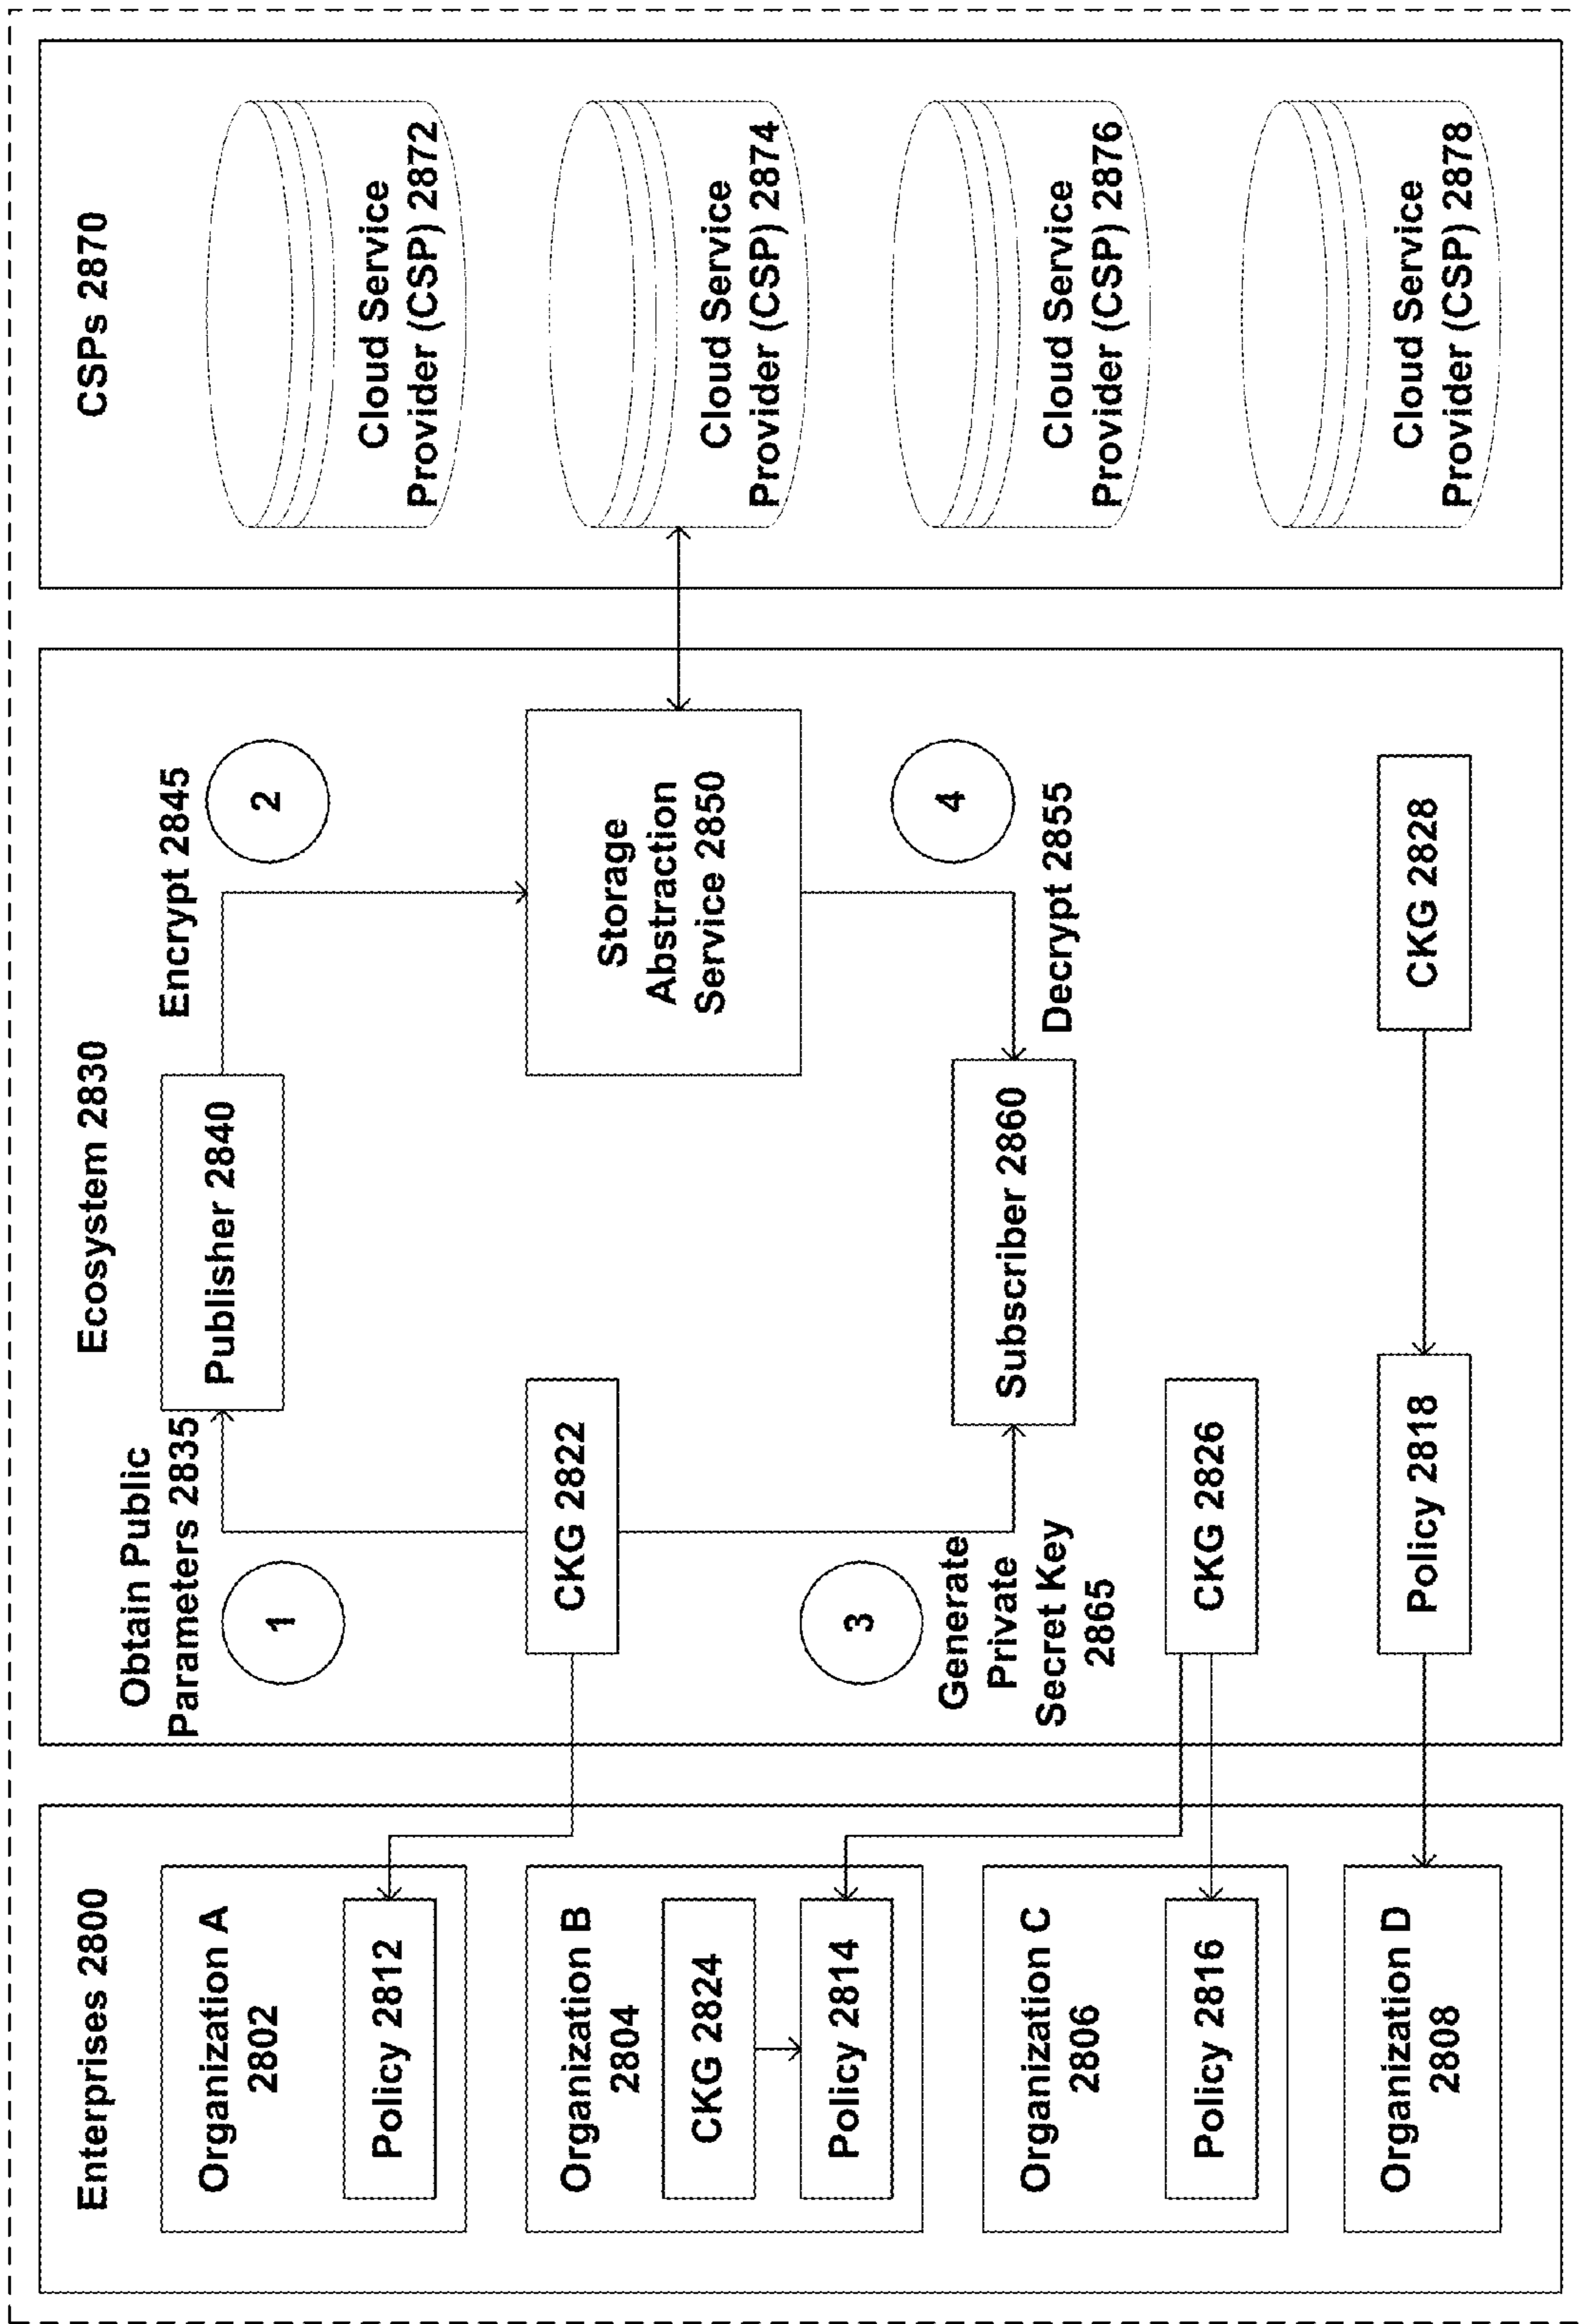 Enterprises 2800
Organization A
2802
Policy 2812
Organization B
2804
CKG 2824
Policy 2814
Organization C
2806
Policy 2816
Organization D
2808
Ecosystem 2830
Obtain Public
Parameters 2835
1
Publisher 2840
Encrypt 2845
2
CKG 2822
Storage
Abstraction
Service 2850
3
Generate
Private
Secret Key
2865
Subscriber 2860
4
Decrypt 2855
CKG 2826
Policy 2818
CKG 2828
CSPs 2870
Cloud Service
Provider (CSP) 2872
Cloud Service
Provider (CSP) 2874
Cloud Service
Provider (CSP) 2876
Cloud Service
Provider (CSP) 2878